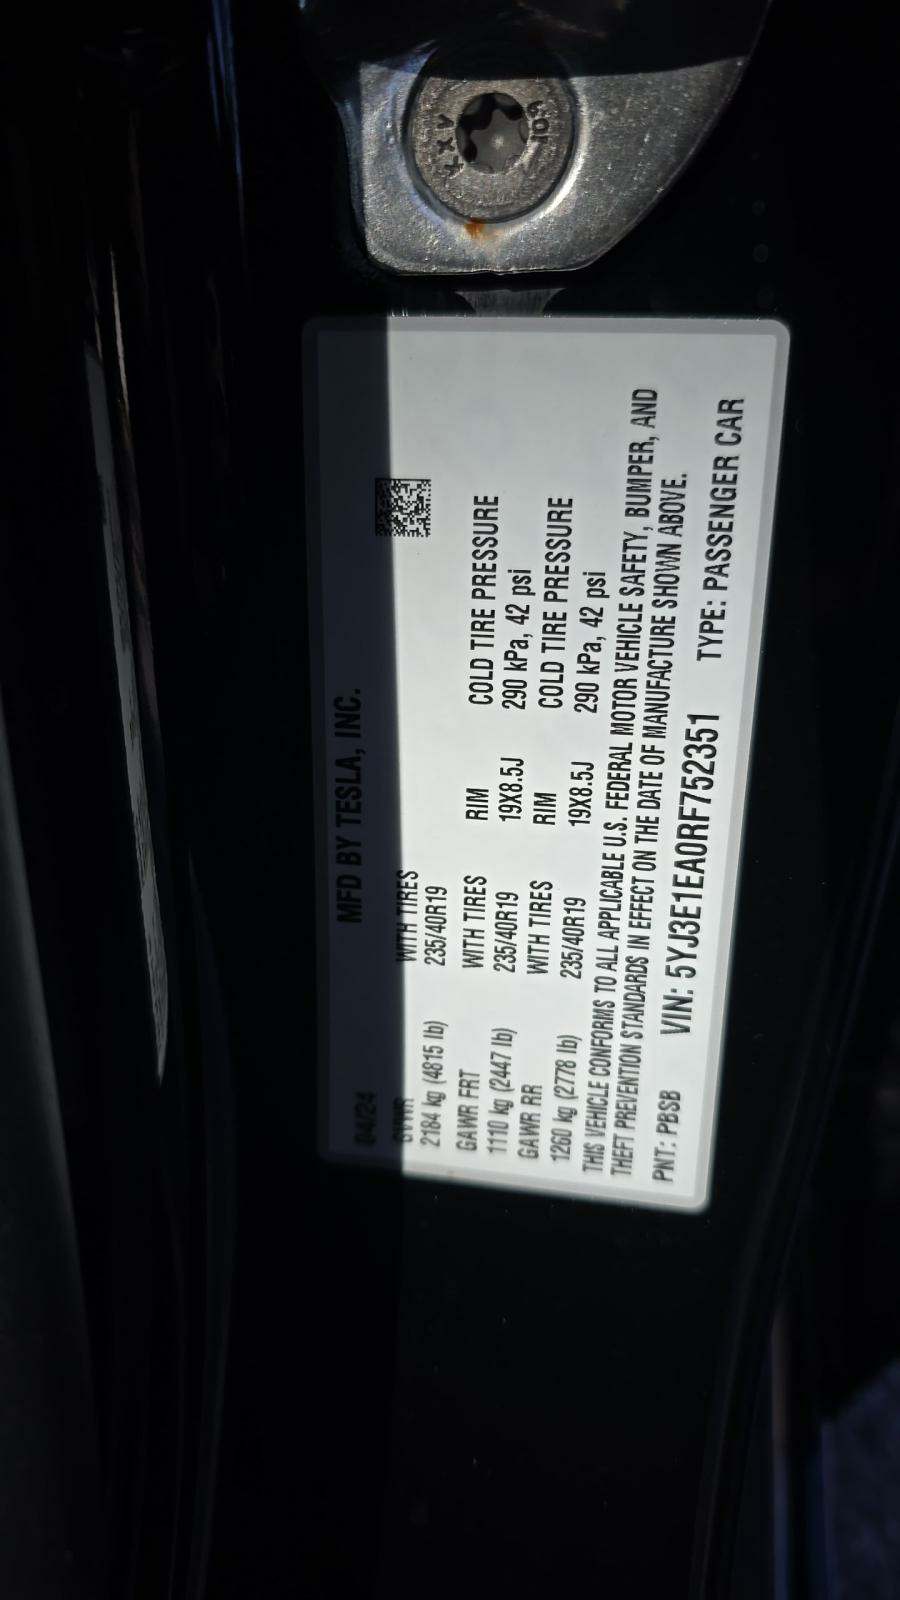 MFD BY TESLA, INC.
04/24
GVWR WITH TIRES
2184 kg (4815 lb) 235/40R19
GAWR FRT WITH TIRES RIM COLD TIRE PRESSURE
1110 kg (2447 lb) 235/40R19 19X8.5J 290 kPa, 42 psi
GAWR RR WITH TIRES RIM COLD TIRE PRESSURE
1260 kg (2778 lb) 235/40R19 19X8.5J 290 kPa, 42 psi
THIS VEHICLE CONFORMS TO ALL APPLICABLE U.S. FEDERAL MOTOR VEHICLE SAFETY, BUMPER, AND
THEFT PREVENTION STANDARDS IN EFFECT ON THE DATE OF MANUFACTURE SHOWN ABOVE.
PNT: PBSB VIN: 5YJ3E1EA0RF752351 TYPE: PASSENGER CAR